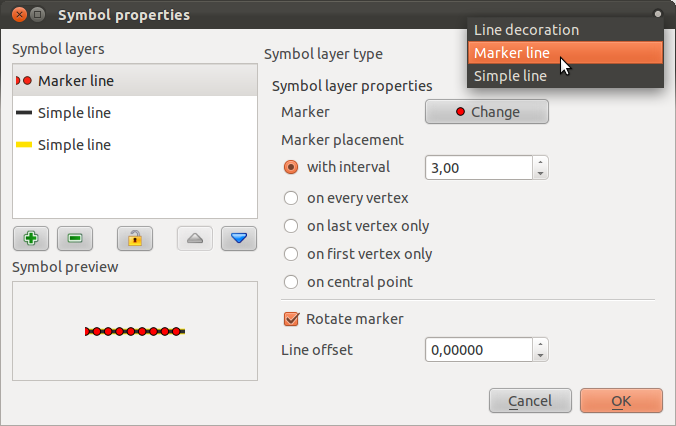 Symbol properties
Symbol layers
Marker line
Simple line
Simple line
Symbol preview
Symbol layer type
Line decoration
Marker line
Simple line
Symbol layer properties
Marker
Change
Marker placement
with interval
3,00
on every vertex
on last vertex only
on first vertex only
on central point
Rotate marker
Line offset
0,00000
Cancel
OK